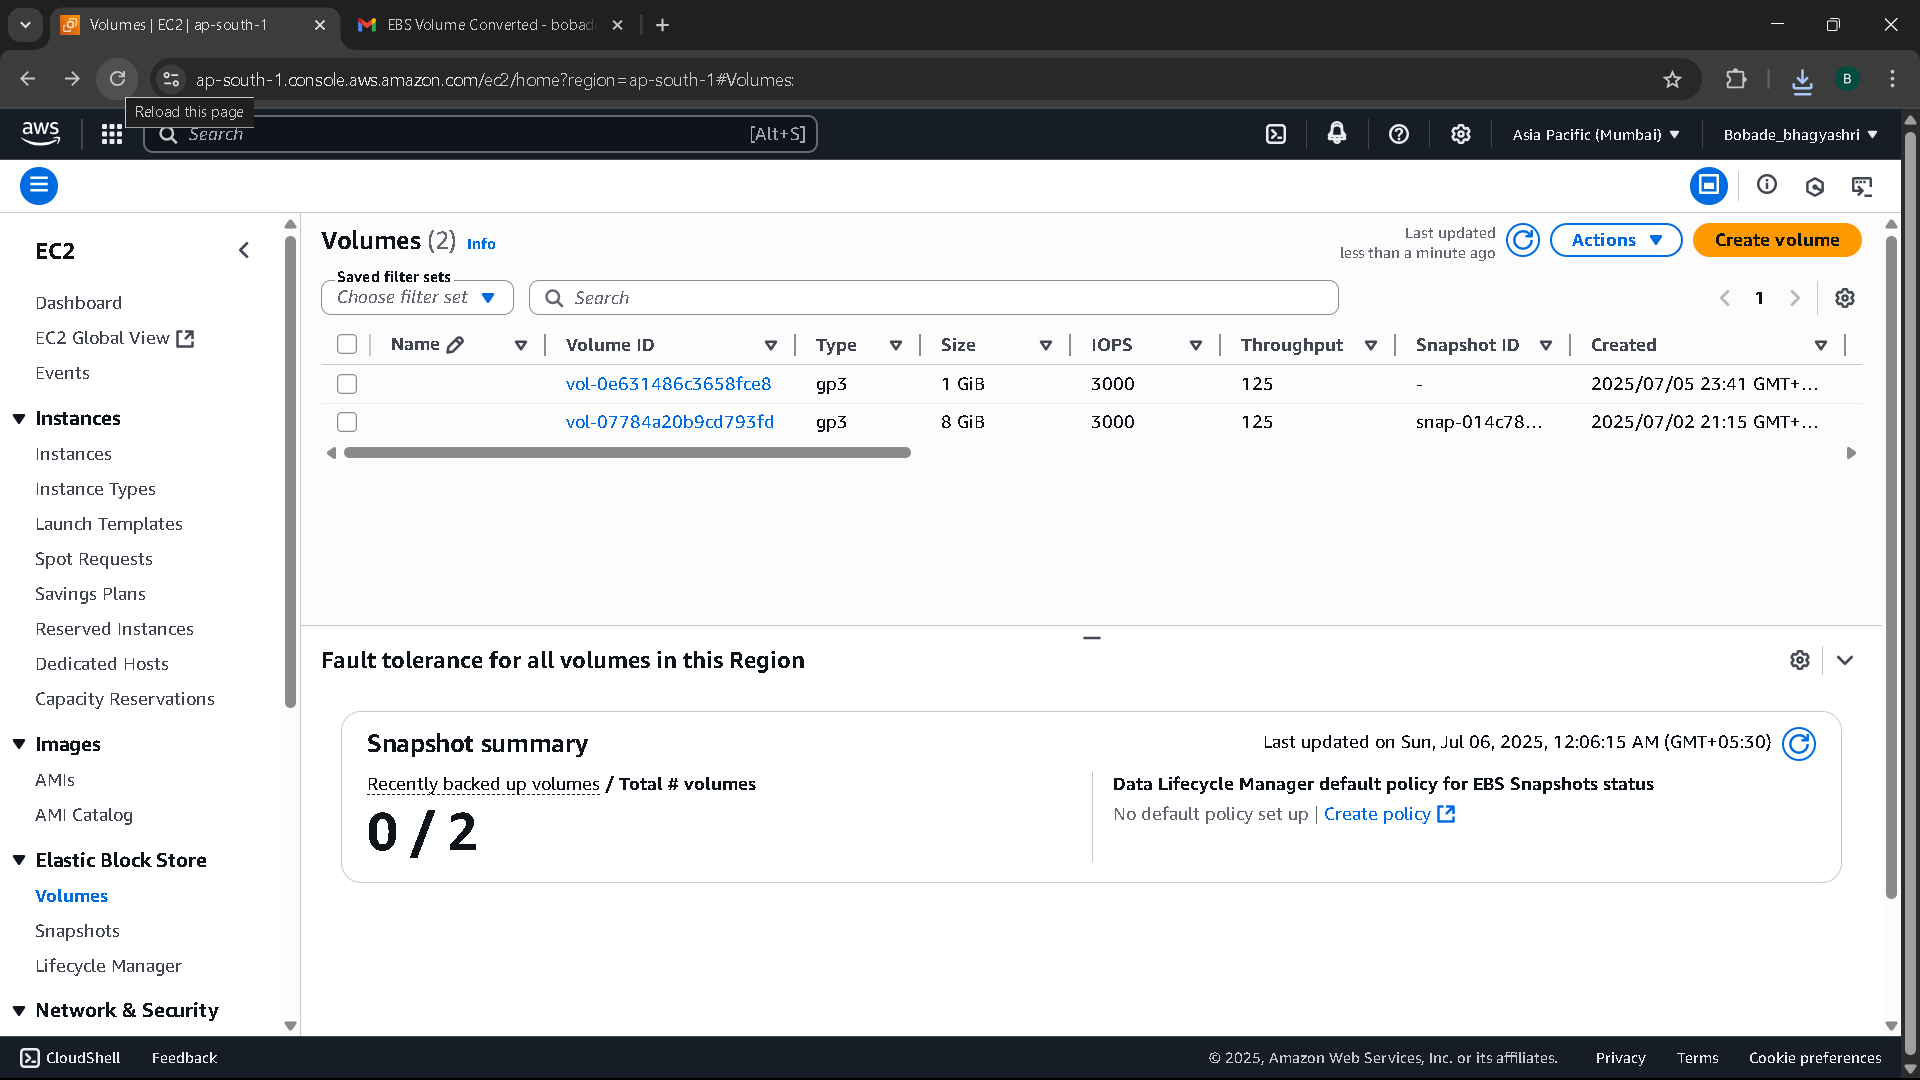 Volumes | EC2 | ap-south-1
EBS Volume Converted - bobad
ap-south-1.console.aws.amazon.com/ec2/home?region=ap-south-1#Volumes:
B
Reload this page
aws
Search
[Alt+S]
Asia Pacific (Mumbai)
Bobade_bhagyashri
EC2
Dashboard
EC2 Global View
Events
Instances
Instances
Instance Types
Launch Templates
Spot Requests
Savings Plans
Reserved Instances
Dedicated Hosts
Capacity Reservations
Images
AMIs
AMI Catalog
Elastic Block Store
Volumes
Snapshots
Lifecycle Manager
Network & Security
Volumes (2) Info
Last updated
less than a minute ago
Actions
Create volume
Saved filter sets
Choose filter set
Search
1
Name Volume ID Type Size IOPS Throughput Snapshot ID Created
vol-0e631486c3658fce8 gp3 1 GiB 3000 125 - 2025/07/05 23:41 GMT+...
vol-07784a20b9cd793fd gp3 8 GiB 3000 125 snap-014c78... 2025/07/02 21:15 GMT+...
Fault tolerance for all volumes in this Region
Snapshot summary
Last updated on Sun, Jul 06, 2025, 12:06:15 AM (GMT+05:30)
Recently backed up volumes / Total # volumes
0 / 2
Data Lifecycle Manager default policy for EBS Snapshots status
No default policy set up | Create policy
CloudShell
Feedback
© 2025, Amazon Web Services, Inc. or its affiliates.
Privacy
Terms
Cookie preferences